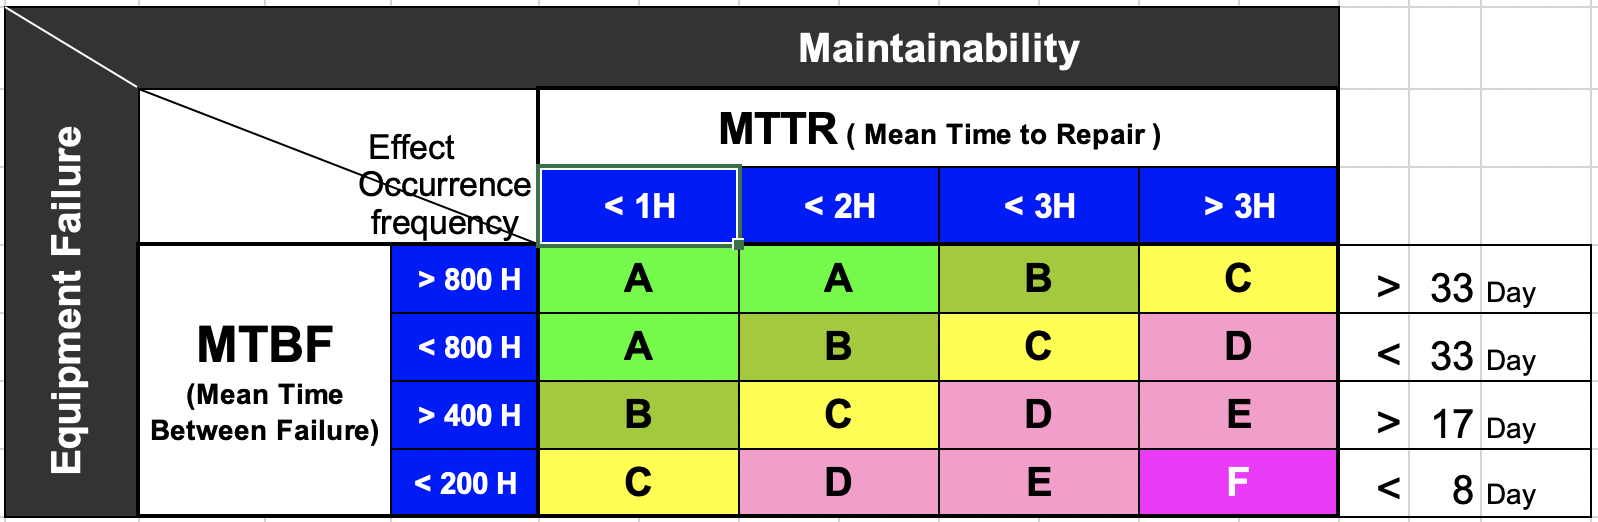 Maintainability
Equipment Failure
Effect
Occurrence
frequency
MTTR ( Mean Time to Repair )
< 1H < 2H < 3H > 3H
MTBF
(Mean Time
Between Failure)
> 800 H A A B C > 33 Day
< 800 H A B C D < 33 Day
> 400 H B C D E > 17 Day
< 200 H C D E F < 8 Day